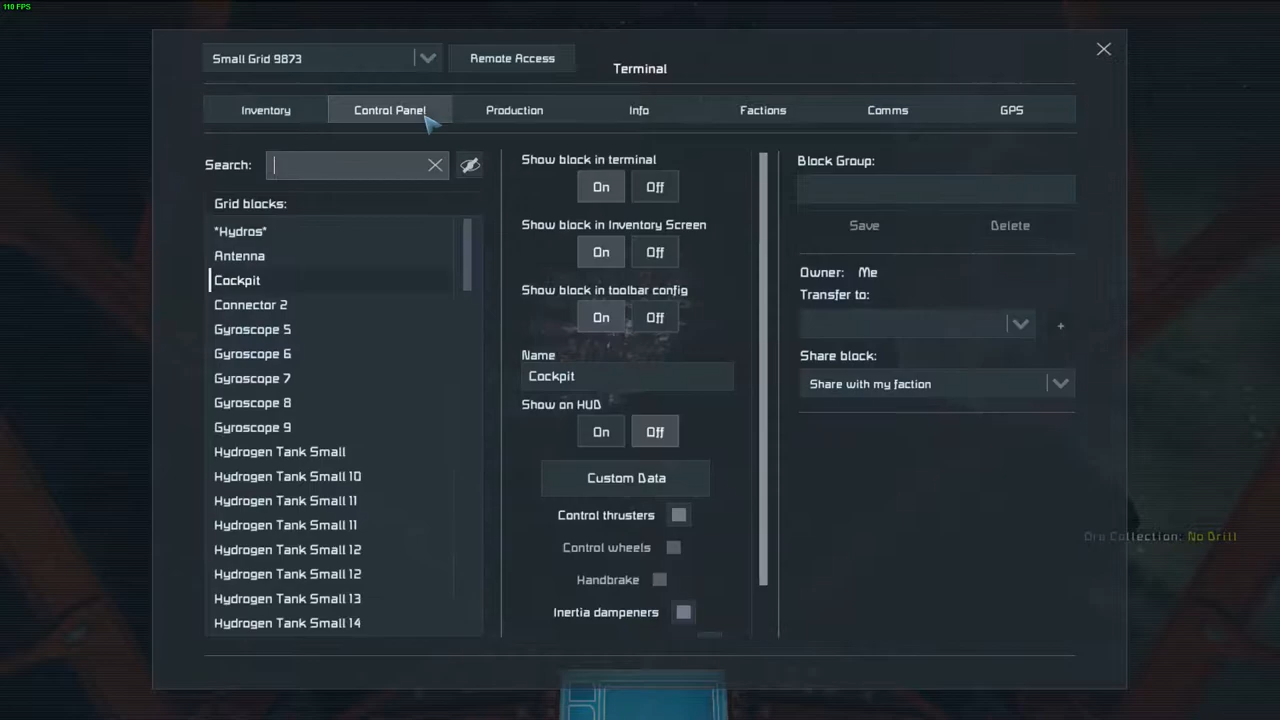 110 FPS
Small Grid 9873
Remote Access
Terminal
Inventory
Control Panel
Production
Info
Factions
Comms
GPS
Search:
Grid blocks:
*Hydros*
Antenna
Cockpit
Connector 2
Gyroscope 5
Gyroscope 6
Gyroscope 7
Gyroscope 8
Gyroscope 9
Hydrogen Tank Small
Hydrogen Tank Small 10
Hydrogen Tank Small 11
Hydrogen Tank Small 11
Hydrogen Tank Small 12
Hydrogen Tank Small 12
Hydrogen Tank Small 13
Hydrogen Tank Small 14
Show block in terminal
On Off
Show block in Inventory Screen
On Off
Show block in toolbar config
On Off
Name
Cockpit
Show on HUD
On Off
Custom Data
Control thrusters
Control wheels
Handbrake
Inertia dampeners
Block Group:
Save Delete
Owner: Me
Transfer to:
+
Share block:
Share with my faction
Ore Collection: No Drill